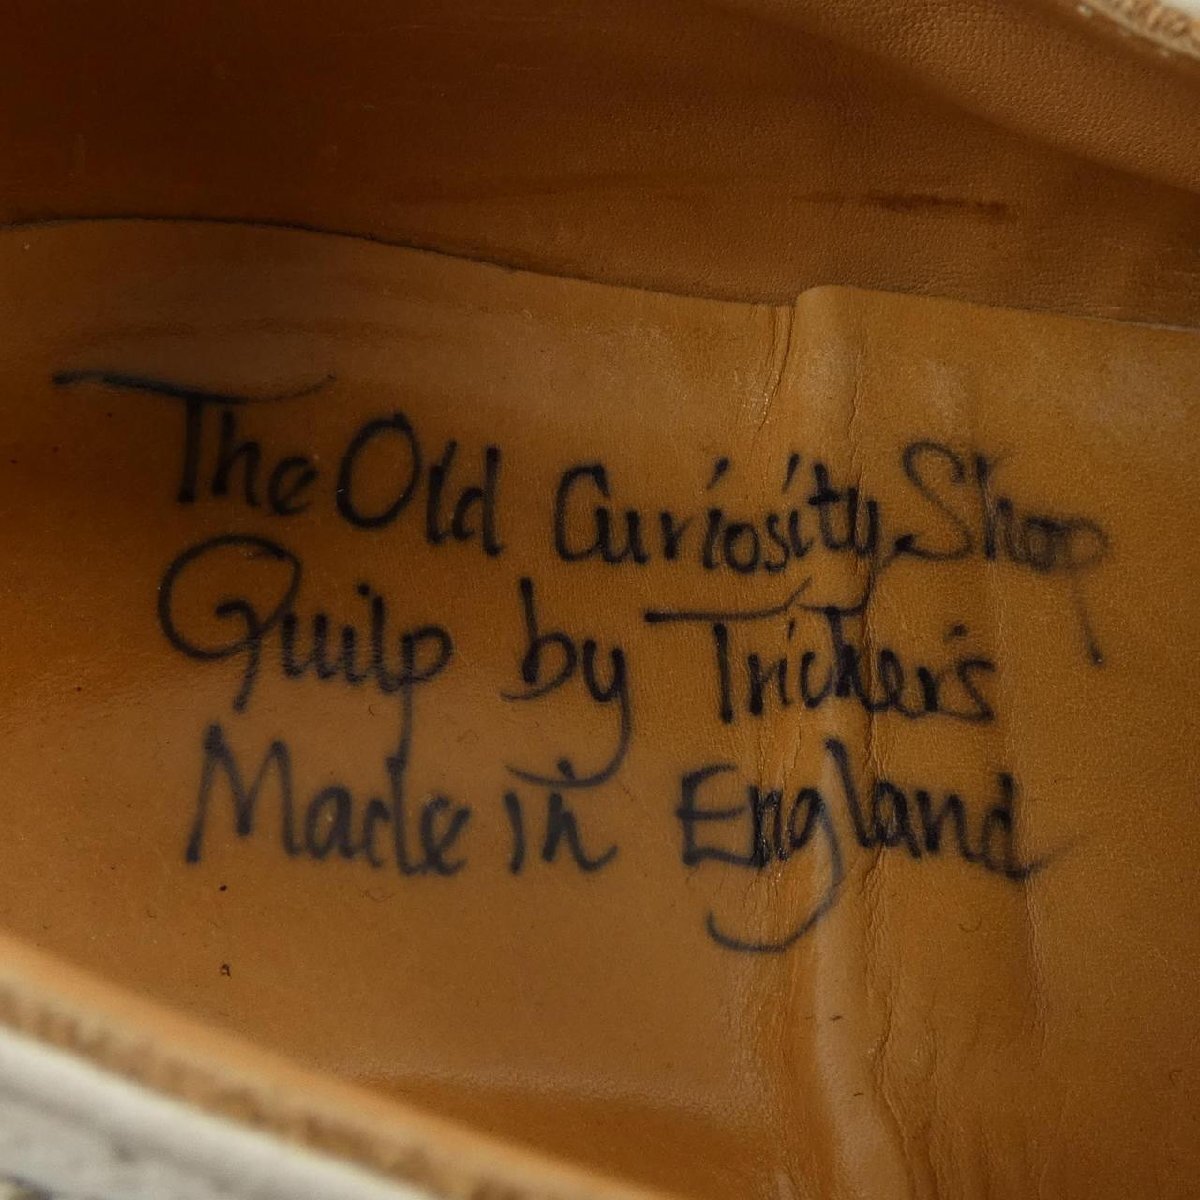 The Old Curiosity Shop
Quilp by Tricker's
Made in England